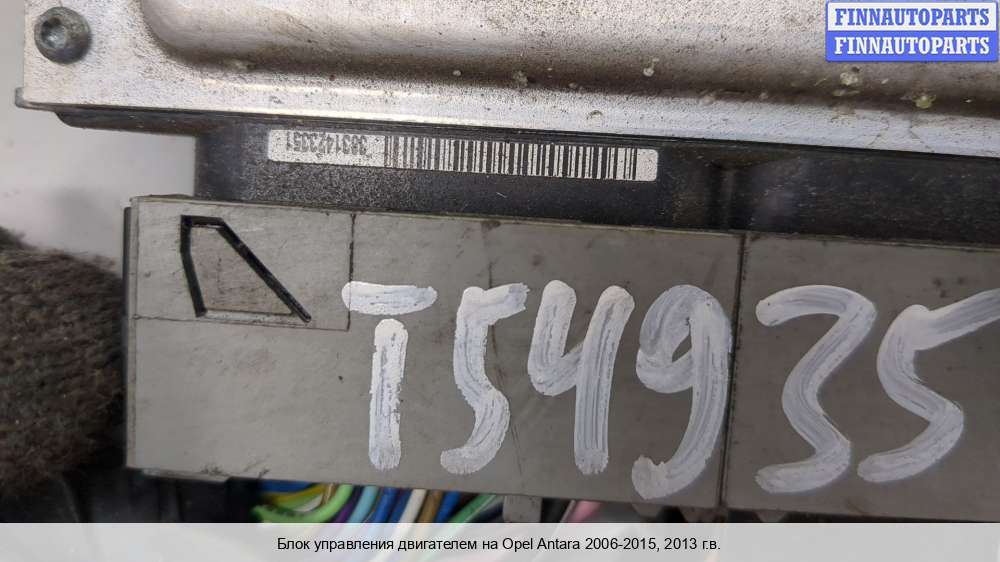 FINNAUTOPARTS
FINNAUTOPARTS
T54935
Блок управления двигателем на Opel Antara 2006-2015, 2013 г.в.